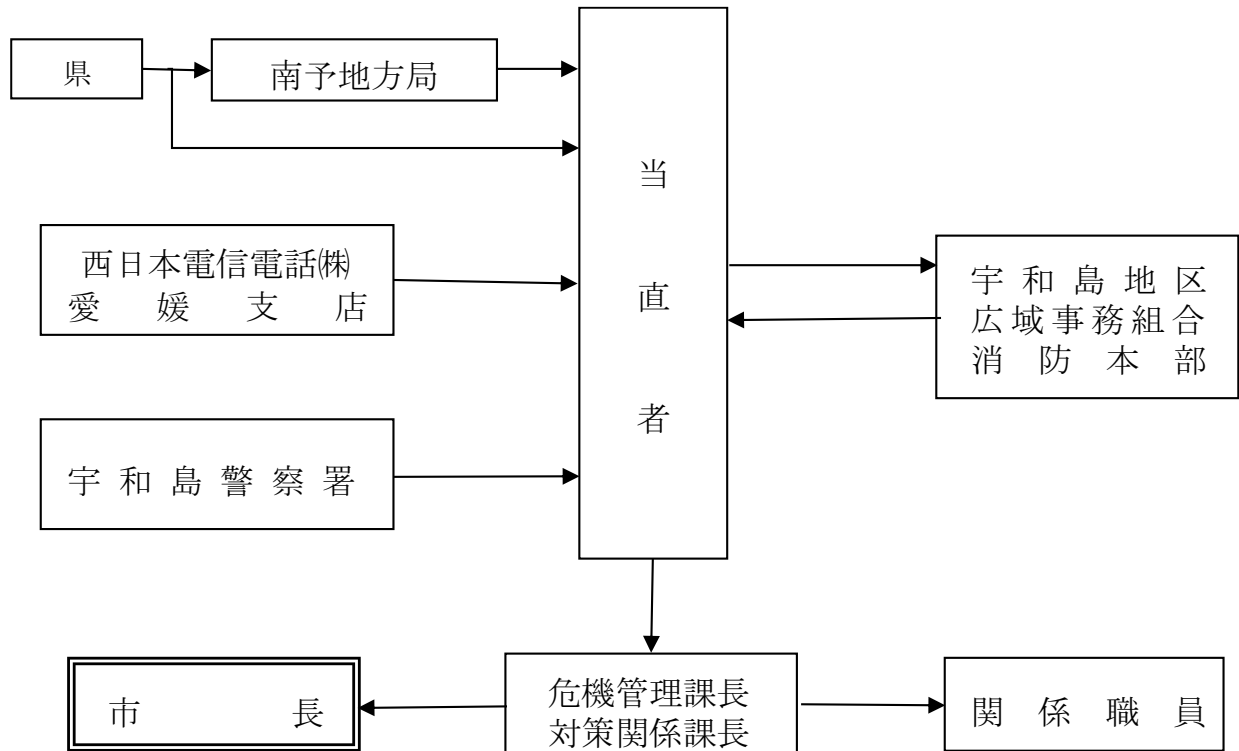 県
南予地方局
当直者
西日本電信電話㈱
愛媛支店
宇和島地区
広域事務組合
消防本部
宇和島警察署
市長
危機管理課長
対策関係課長
関係職員